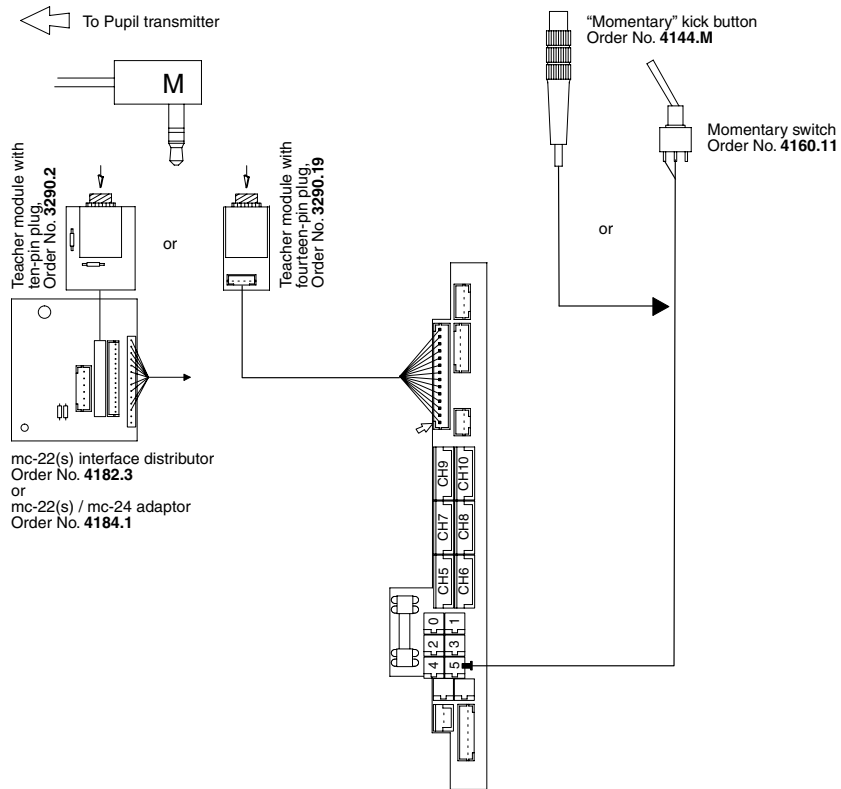 To Pupil transmitter
M
Teacher module with
ten-pin plug,
Order No. 3290.2
or
Teacher module with
fourteen-pin plug,
Order No. 3290.19
mc-22(s) interface distributor
Order No. 4182.3
or
mc-22(s) / mc-24 adaptor
Order No. 4184.1
“Momentary” kick button
Order No. 4144.M
Momentary switch
Order No. 4160.11
or
CH9 CH10
CH7 CH8
CH5 CH6
0 1
2 3
4 5